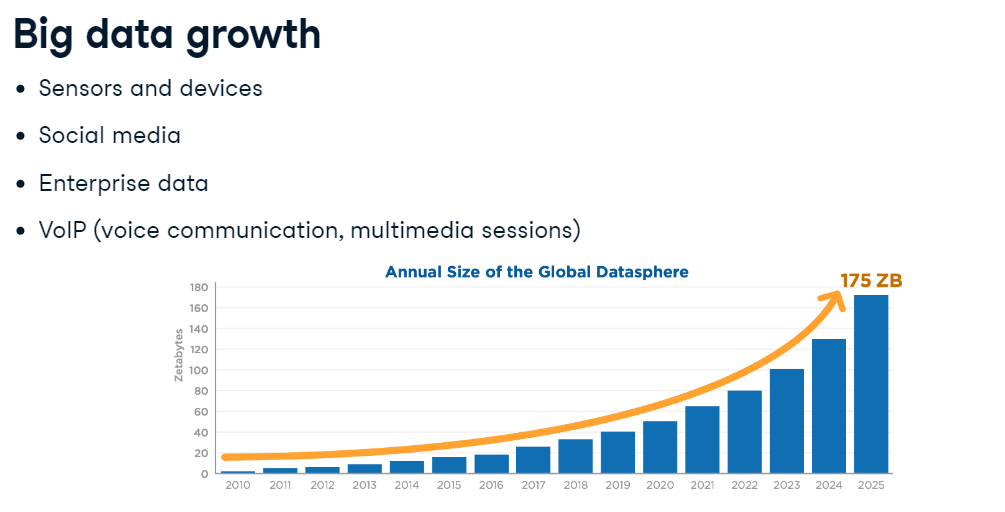 Big data growth
• Sensors and devices
• Social media
• Enterprise data
• VoIP (voice communication, multimedia sessions)
Annual Size of the Global Datasphere
175 ZB
Zetabytes
180
160
140
120
100
80
60
40
20
0
2010 2011 2012 2013 2014 2015 2016 2017 2018 2019 2020 2021 2022 2023 2024 2025